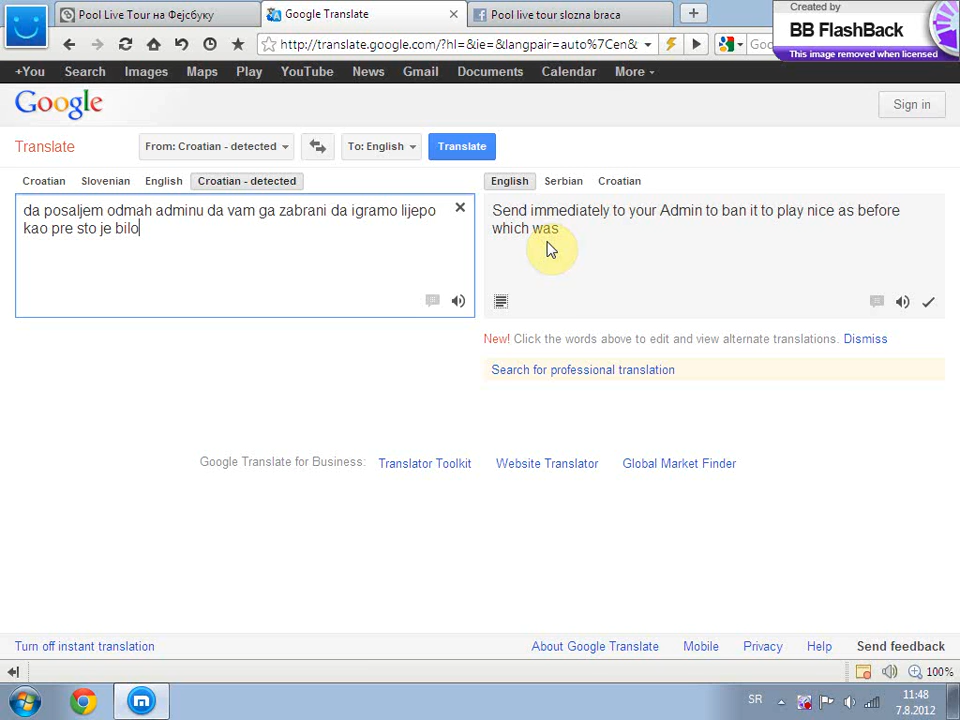 Pool Live Tour на Фејсбуку
Google Translate
Pool live tour slozna braca
Created by
BB FlashBack
This image removed when licensed
http://translate.google.com/?hl=&ie=&langpair=auto%7Cen&
Goo
+You Search Images Maps Play YouTube News Gmail Documents Calendar More
Google
Sign in
Translate
From: Croatian - detected
To: English
Translate
Croatian Slovenian English Croatian - detected
English Serbian Croatian
da posaljem odmah adminu da vam ga zabrani da igramo lijepo
kao pre sto je bilo
Send immediately to your Admin to ban it to play nice as before
which was
New! Click the words above to edit and view alternate translations. Dismiss
Search for professional translation
Google Translate for Business: Translator Toolkit Website Translator Global Market Finder
Turn off instant translation
About Google Translate Mobile Privacy Help Send feedback
100%
SR
11:48
7.8.2012